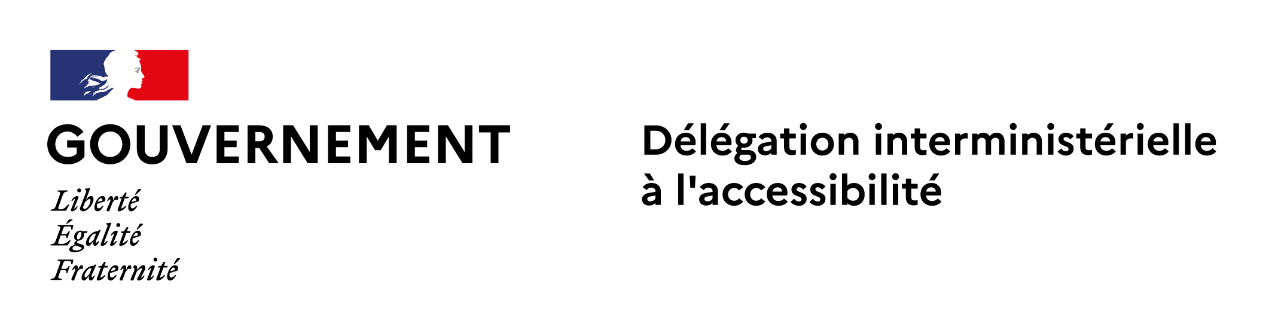 GOUVERNEMENT
Liberté
Égalité
Fraternité
Délégation interministérielle
à l'accessibilité